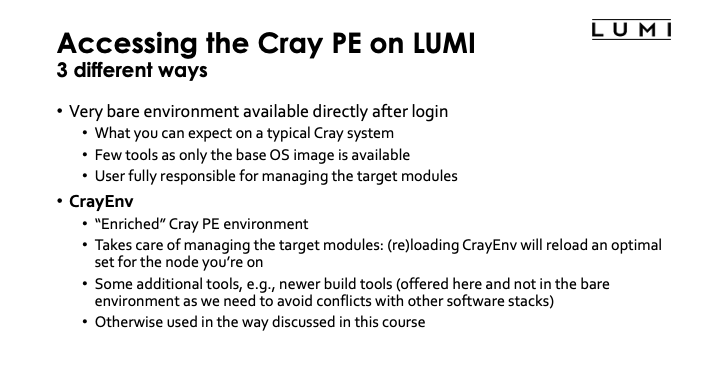 LUMI
Accessing the Cray PE on LUMI
3 different ways
• Very bare environment available directly after login
• What you can expect on a typical Cray system
• Few tools as only the base OS image is available
• User fully responsible for managing the target modules
• CrayEnv
• “Enriched” Cray PE environment
• Takes care of managing the target modules: (re)loading CrayEnv will reload an optimal
set for the node you’re on
• Some additional tools, e.g., newer build tools (offered here and not in the bare
environment as we need to avoid conflicts with other software stacks)
• Otherwise used in the way discussed in this course